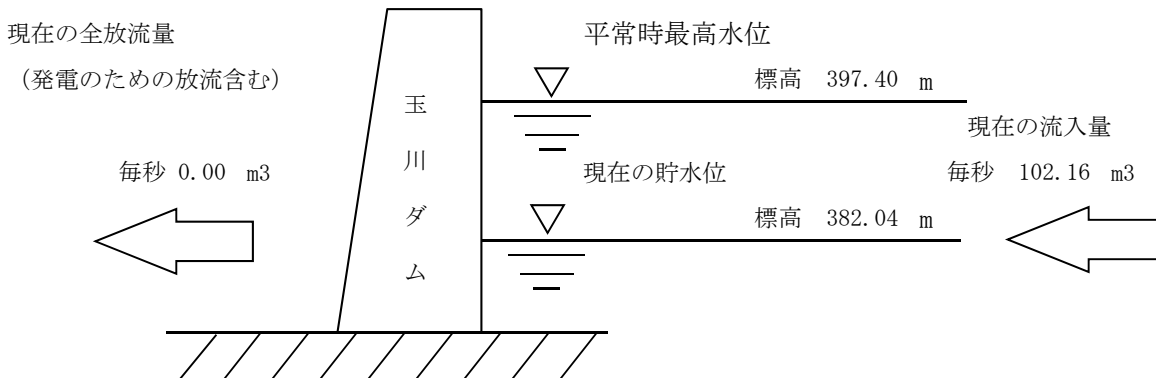 現在の全放流量
（発電のための放流含む）
毎秒 0.00 m3
玉川ダム
平常時最高水位
標高 397.40 m
現在の貯水位
標高 382.04 m
現在の流入量
毎秒 102.16 m3